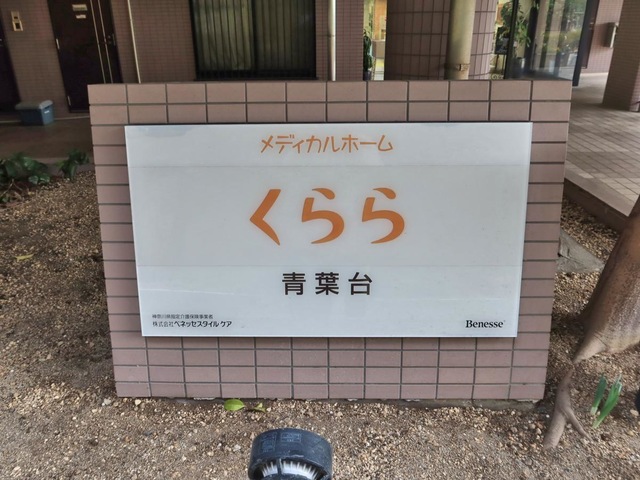 メディカルホーム
くらら
青葉台
神奈川県指定介護保険事業者
株式会社ベネッセスタイルケア
Benesse